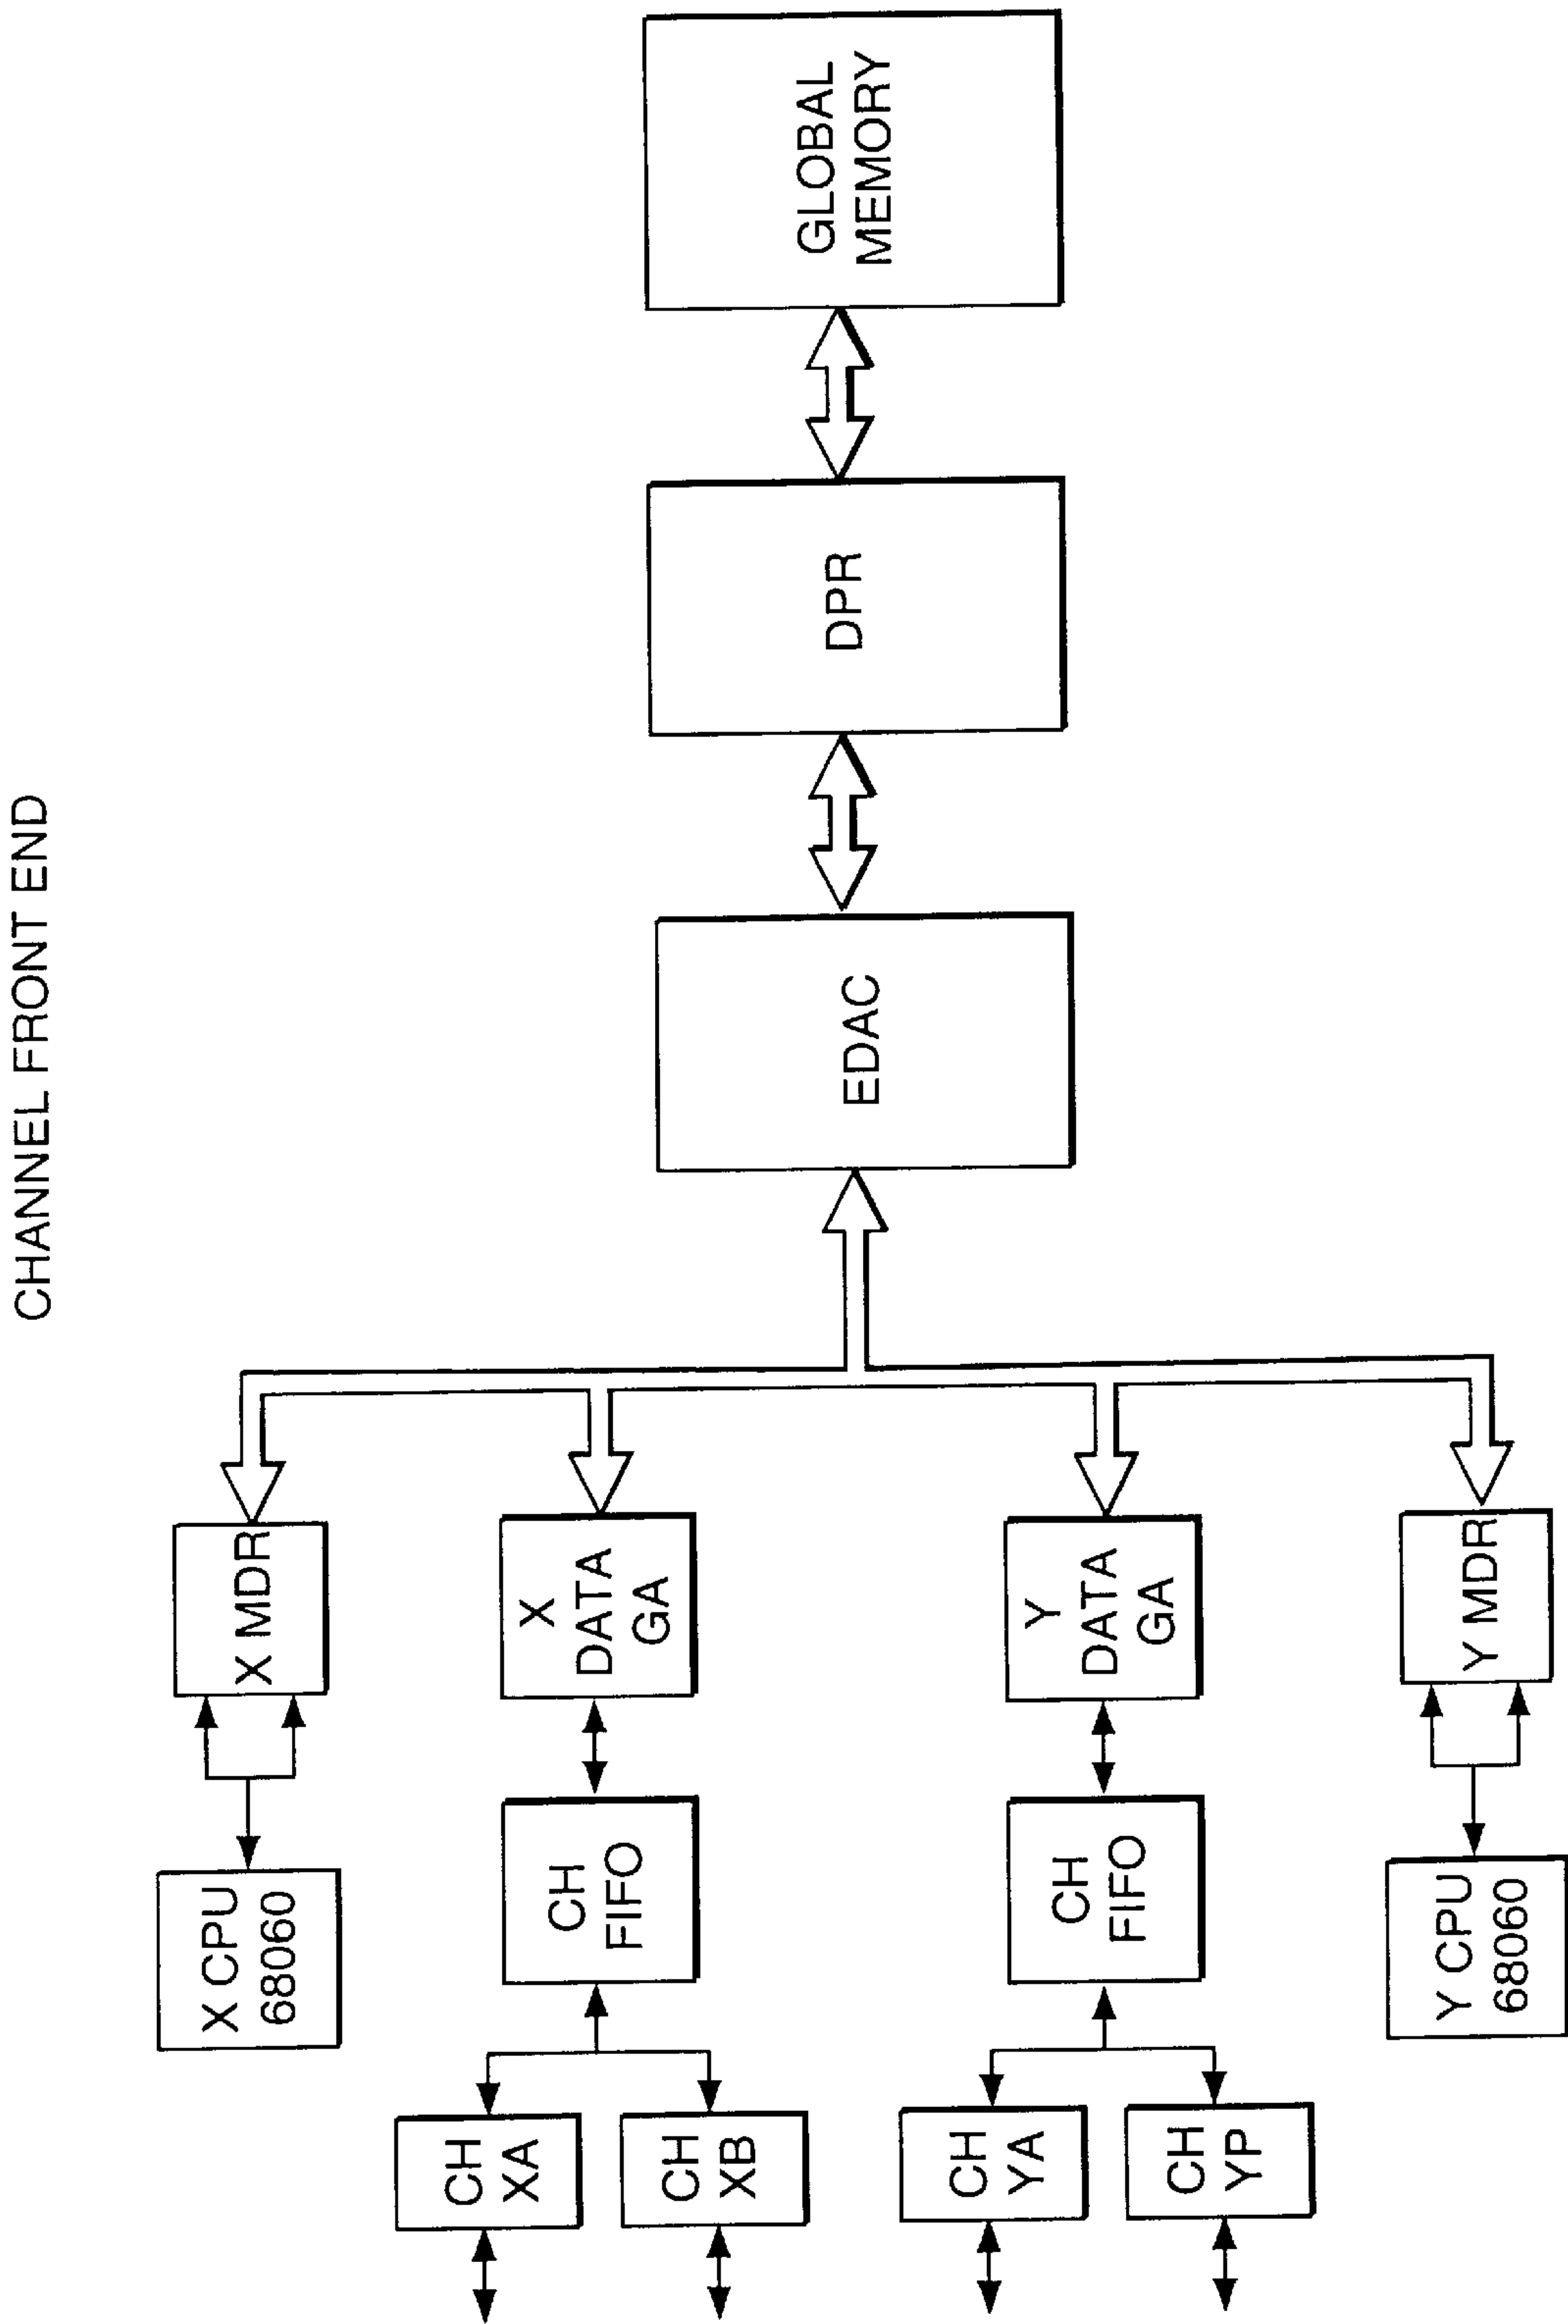 CHANNEL FRONT END
X CPU
68060
X MDR
CH
XA
CH
XB
CH
FIFO
X
DATA
GA
EDAC
DPR
GLOBAL
MEMORY
CH
YA
CH
YP
CH
FIFO
Y
DATA
GA
Y CPU
68060
Y MDR